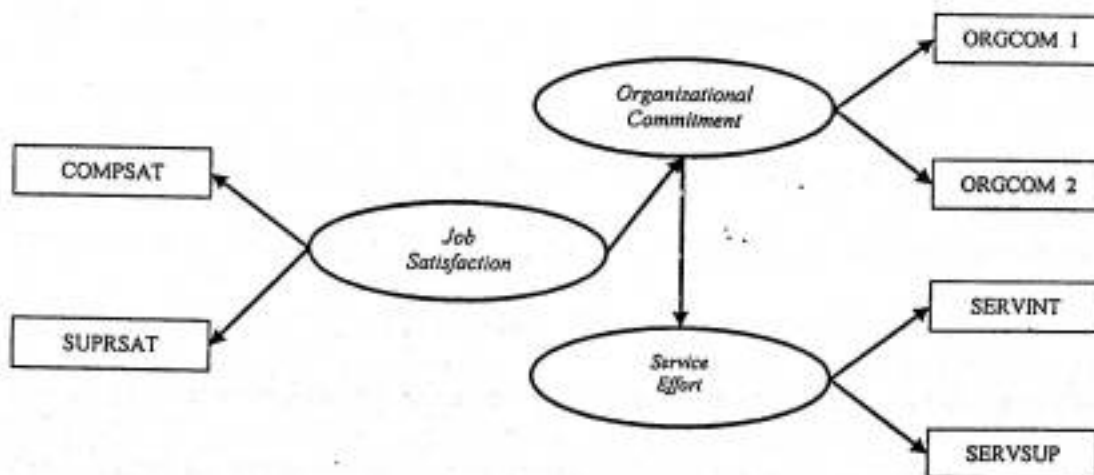 ORGCOM 1
Organizational
Commitment
COMPSAT
ORGCOM 2
Job
Satisfaction
SERVINT
SUPRSAT
Service
Effort
SERVSUP